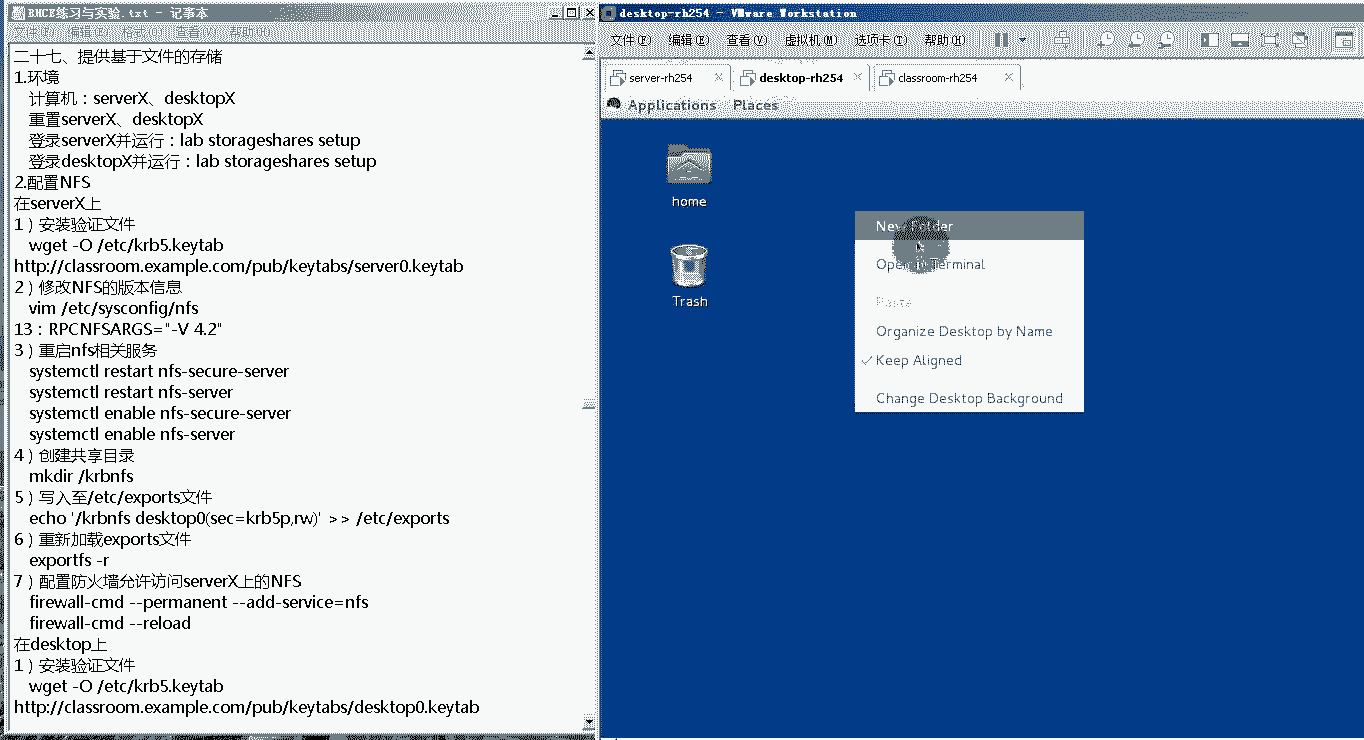 RHCE练习与实验.txt - 记事本
文件(F) 编辑(E) 格式(O) 查看(V) 帮助(H)
二十七、提供基于文件的存储
1.环境
计算机：serverX、desktopX
重置serverX、desktopX
登录serverX并运行：lab storageshares setup
登录desktopX并运行：lab storageshares setup
2.配置NFS
在serverX上
1）安装验证文件
wget -O /etc/krb5.keytab
http://classroom.example.com/pub/keytabs/server0.keytab
2）修改NFS的版本信息
vim /etc/sysconfig/nfs
13：RPCNFSARGS="-V 4.2"
3）重启nfs相关服务
systemctl restart nfs-secure-server
systemctl restart nfs-server
systemctl enable nfs-secure-server
systemctl enable nfs-server
4）创建共享目录
mkdir /krbnfs
5）写入至/etc/exports文件
echo '/krbnfs desktop0(sec=krb5p,rw)' >> /etc/exports
6）重新加载exports文件
exportfs -r
7）配置防火墙允许访问serverX上的NFS
firewall-cmd --permanent --add-service=nfs
firewall-cmd --reload
在desktop上
1）安装验证文件
wget -O /etc/krb5.keytab
http://classroom.example.com/pub/keytabs/desktop0.keytab
desktop-rh254 - VMware Workstation
文件(F) 编辑(E) 查看(V) 虚拟机(M) 选项卡(T) 帮助(H)
server-rh254 desktop-rh254 classroom-rh254
Applications Places
home
Trash
New Folder
Open in Terminal
Paste
Organize Desktop by Name
Keep Aligned
Change Desktop Background